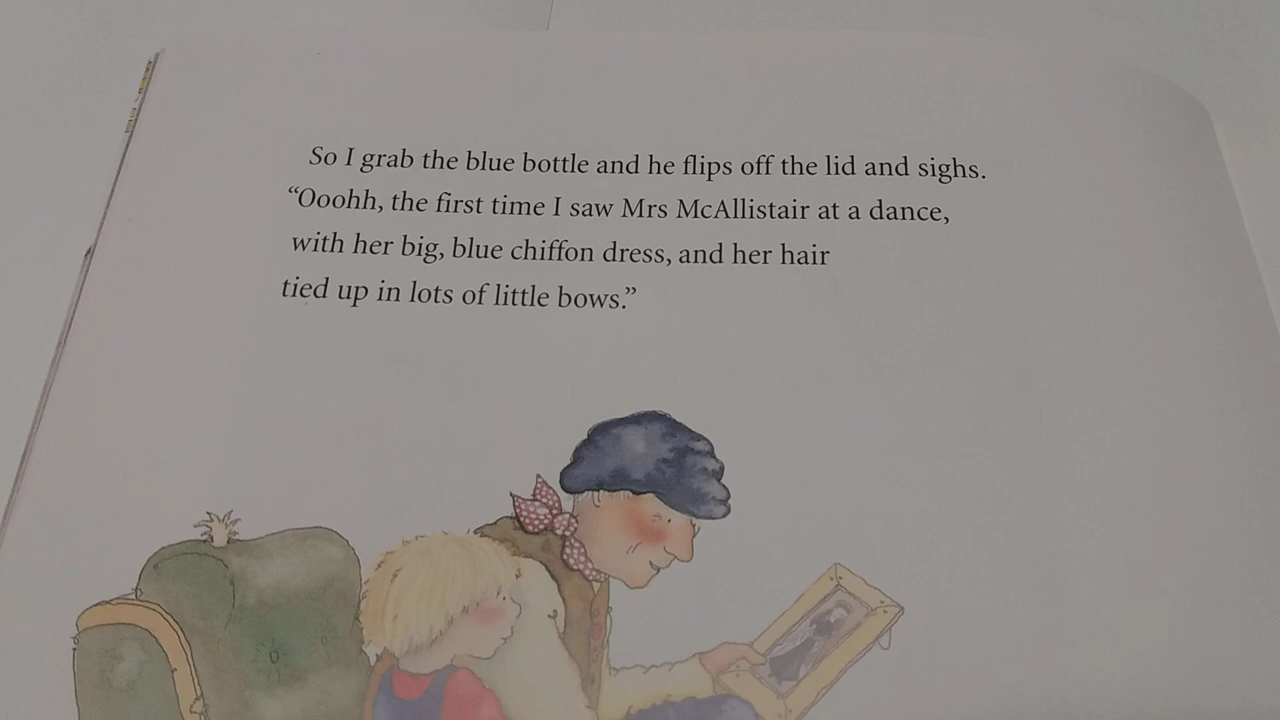 So I grab the blue bottle and he flips off the lid and sighs.
“Ooohh, the first time I saw Mrs McAllistair at a dance,
with her big, blue chiffon dress, and her hair
tied up in lots of little bows.”